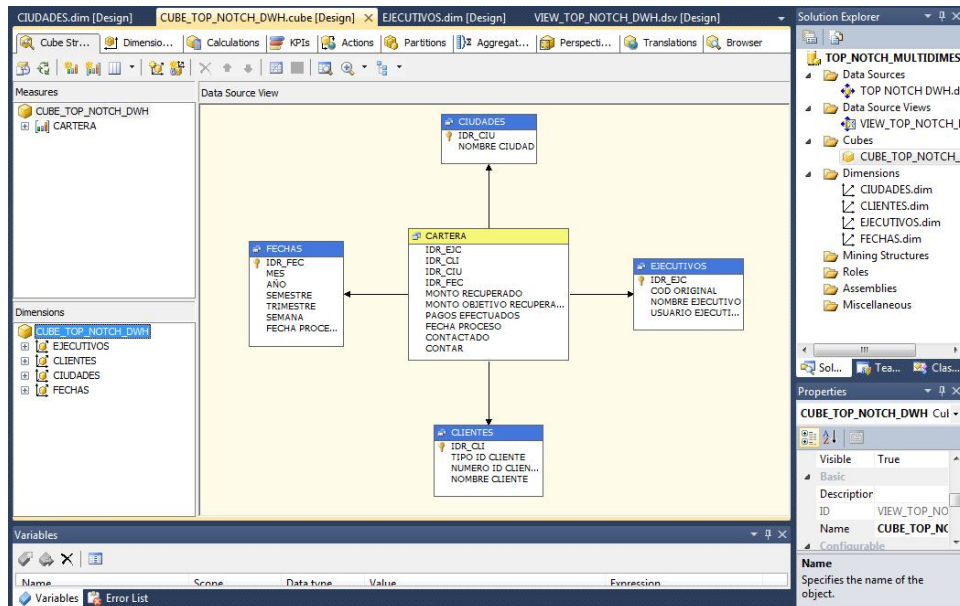 CIUDADES.dim [Design]
CUBE_TOP_NOTCH_DWH.cube [Design]
EJECUTIVOS.dim [Design]
VIEW_TOP_NOTCH_DWH.dsv [Design]
Cube Str...
Dimensio...
Calculations
KPIs
Actions
Partitions
Aggregat...
Perspecti...
Translations
Browser
Measures
CUBE_TOP_NOTCH_DWH
CARTERA
Dimensions
CUBE_TOP_NOTCH_DWH
EJECUTIVOS
CLIENTES
CIUDADES
FECHAS
Data Source View
CIUDADES
IDR_CIU
NOMBRE CIUDAD
FECHAS
IDR_FEC
MES
AÑO
SEMESTRE
TRIMESTRE
SEMANA
FECHA PROCE...
CARTERA
IDR_EJC
IDR_CLI
IDR_CIU
IDR_FEC
MONTO RECUPERADO
MONTO OBJETIVO RECUPERA...
PAGOS EFECTUADOS
FECHA PROCESO
CONTACTADO
CONTAR
EJECUTIVOS
IDR_EJC
COD ORIGINAL
NOMBRE EJECUTIVO
USUARIO EJECUTI...
CLIENTES
IDR_CLI
TIPO ID CLIENTE
NUMERO ID CLIEN...
NOMBRE CLIENTE
Variables
Name Scope Data type Value Expression
Variables Error List
Solution Explorer
TOP_NOTCH_MULTIDIMES
Data Sources
TOP NOTCH DWH.d
Data Source Views
VIEW_TOP_NOTCH_
Cubes
CUBE_TOP_NOTCH_
Dimensions
CIUDADES.dim
CLIENTES.dim
EJECUTIVOS.dim
FECHAS.dim
Mining Structures
Roles
Assemblies
Miscellaneous
Sol... Tea... Clas...
Properties
CUBE_TOP_NOTCH_DWH Cul
Visible True
Basic
Description
ID VIEW_TOP_NO
Name CUBE_TOP_NC
Configurable
Name
Specifies the name of the
object.